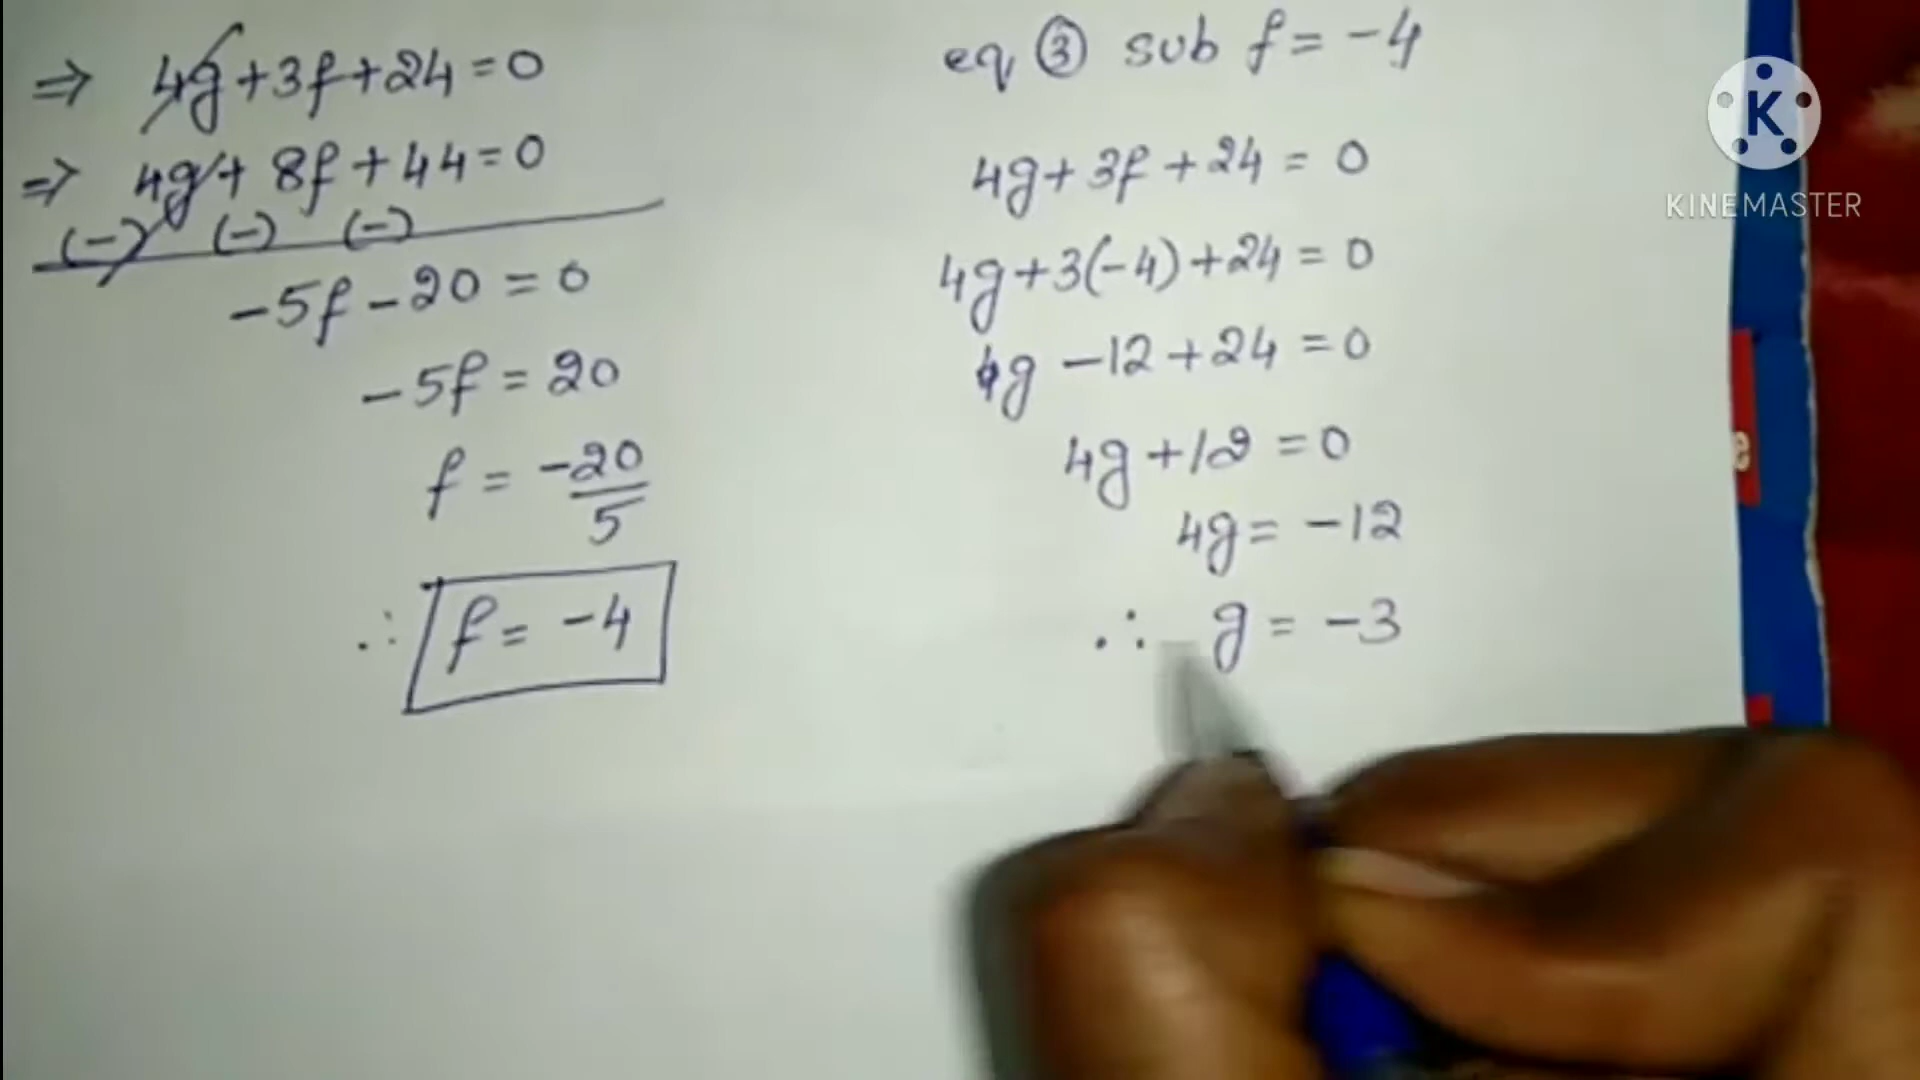 ⇒ 4g+3f+24=0
⇒ 4g+8f+44=0
(-) (-) (-)
-5f-20=0
-5f=20
f=-20/5
∴ f=-4
eq ③ sub f=-4
4g+3f+24=0
4g+3(-4)+24=0
4g-12+24=0
4g+12=0
4g=-12
∴ g=-3
K
KINEMASTER
e